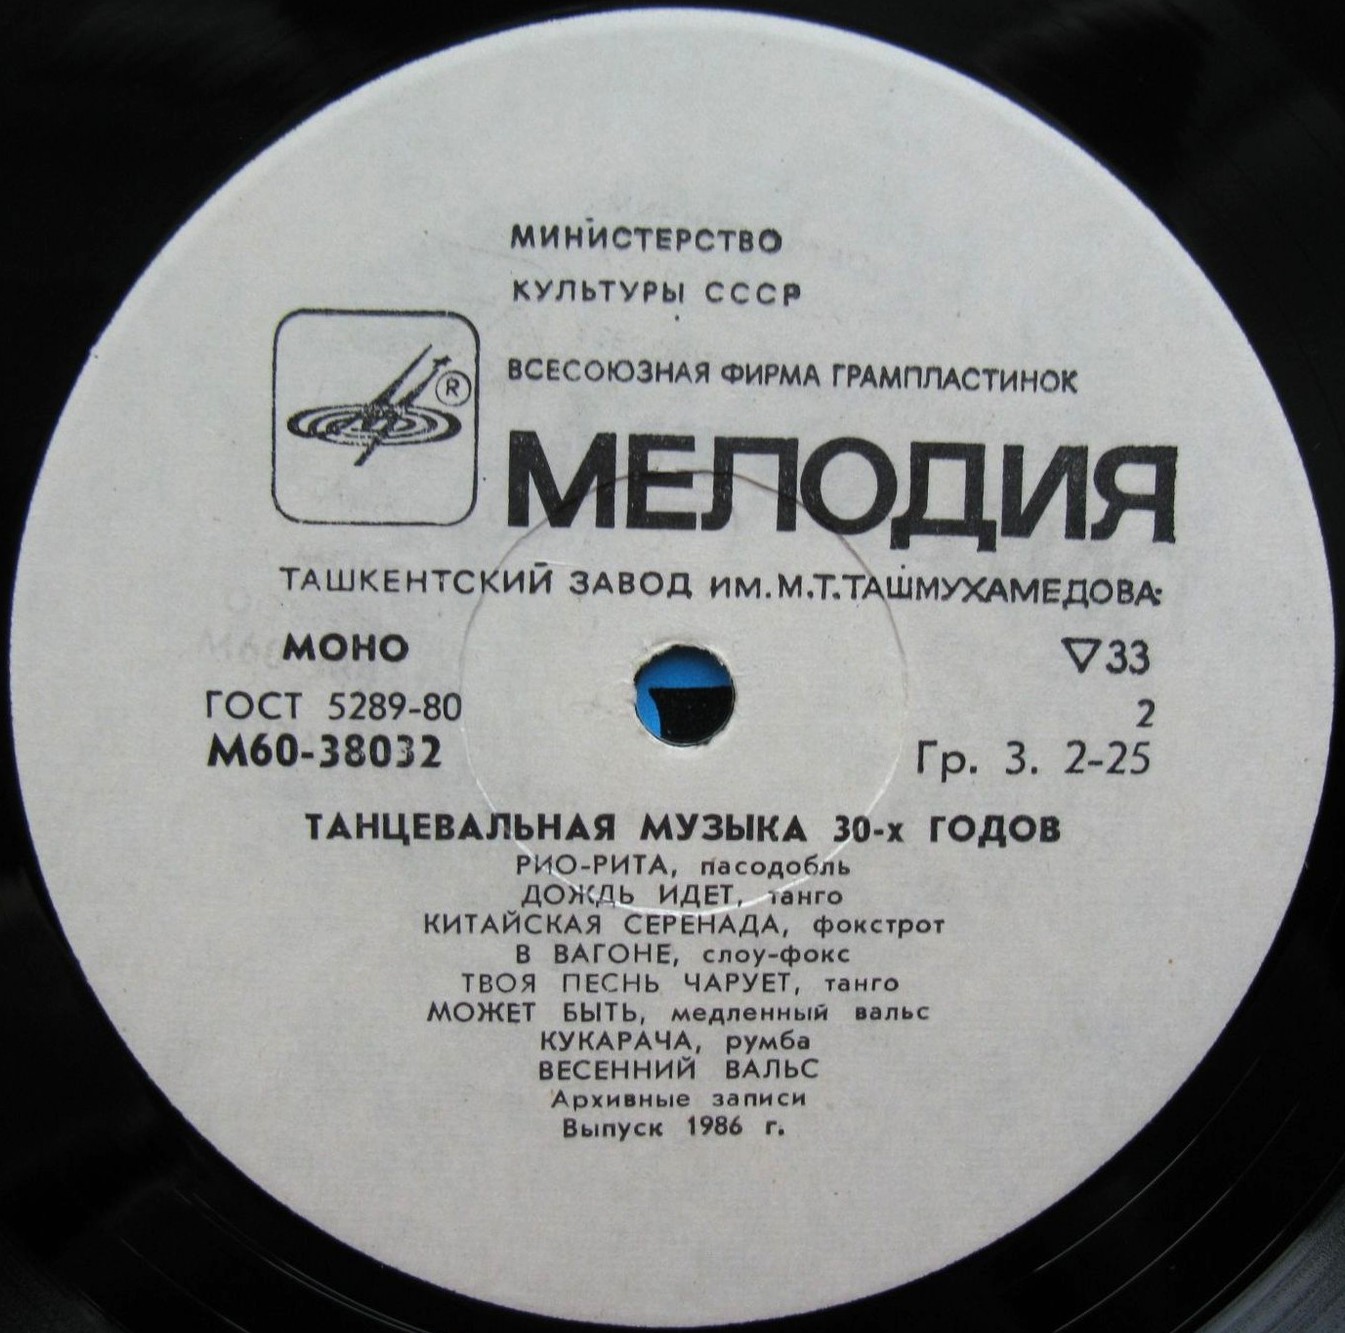 МИНИСТЕРСТВО
КУЛЬТУРЫ СССР
ВСЕСОЮЗНАЯ ФИРМА ГРАМПЛАСТИНОК
®
МЕЛОДИЯ
ТАШКЕНТСКИЙ ЗАВОД ИМ.М.Т.ТАШМУХАМЕДОВА
МОНО
▽33
ГОСТ 5289-80
2
М60-38032
Гр. 3. 2-25
ТАНЦЕВАЛЬНАЯ МУЗЫКА 30-х ГОДОВ
РИО-РИТА, пасодобль
ДОЖДЬ ИДЕТ, танго
КИТАЙСКАЯ СЕРЕНАДА, фокстрот
В ВАГОНЕ, слоу-фокс
ТВОЯ ПЕСНЬ ЧАРУЕТ, танго
МОЖЕТ БЫТЬ, медленный вальс
КУКАРАЧА, румба
ВЕСЕННИЙ ВАЛЬС
Архивные записи
Выпуск 1986 г.